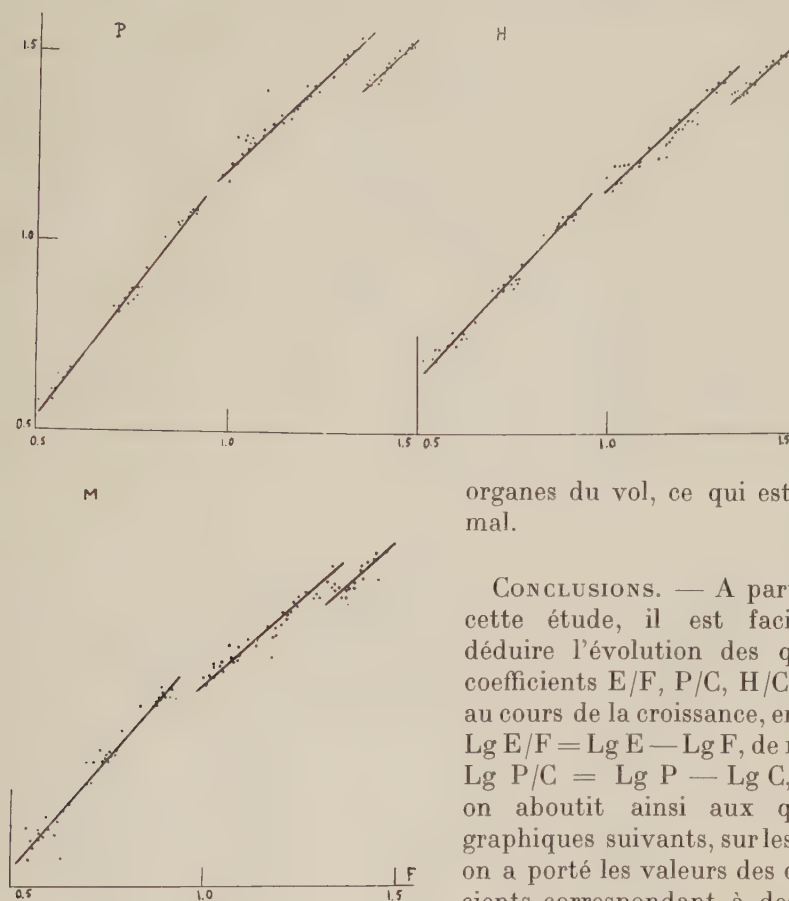 P
H
1.5
1.0
0.5
0.5
1.0
1.5
0.5
1.0
1.5
M
0.5
1.0
1.5
F
organes du vol, ce qui est
mal.
CONCLUSIONS. — A par
cette étude, il est faci
déduire l'évolution des q
coefficients E/F, P/C, H/C
au cours de la croissance, en
Lg E/F = Lg E — Lg F, de
Lg P/C = Lg P — Lg C,
on aboutit ainsi aux q
graphiques suivants, sur les
on a porté les valeurs des
cients correspondant à des